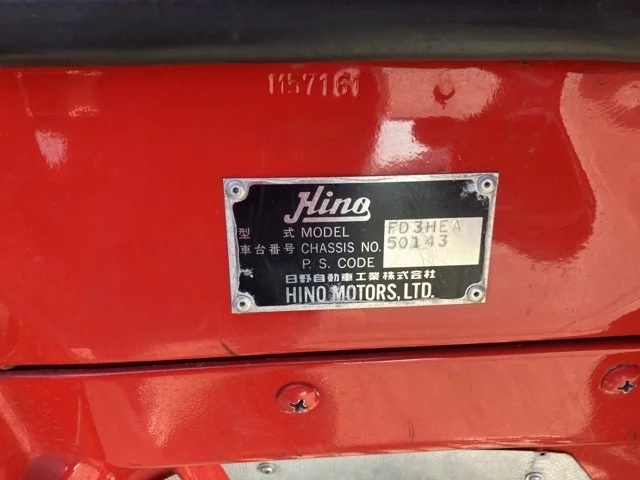 Hino
型 式 MODEL FD3HEA
車台番号 CHASSIS NO. 50143
P. S. CODE
日野自動車工業株式会社
HINO MOTORS, LTD.